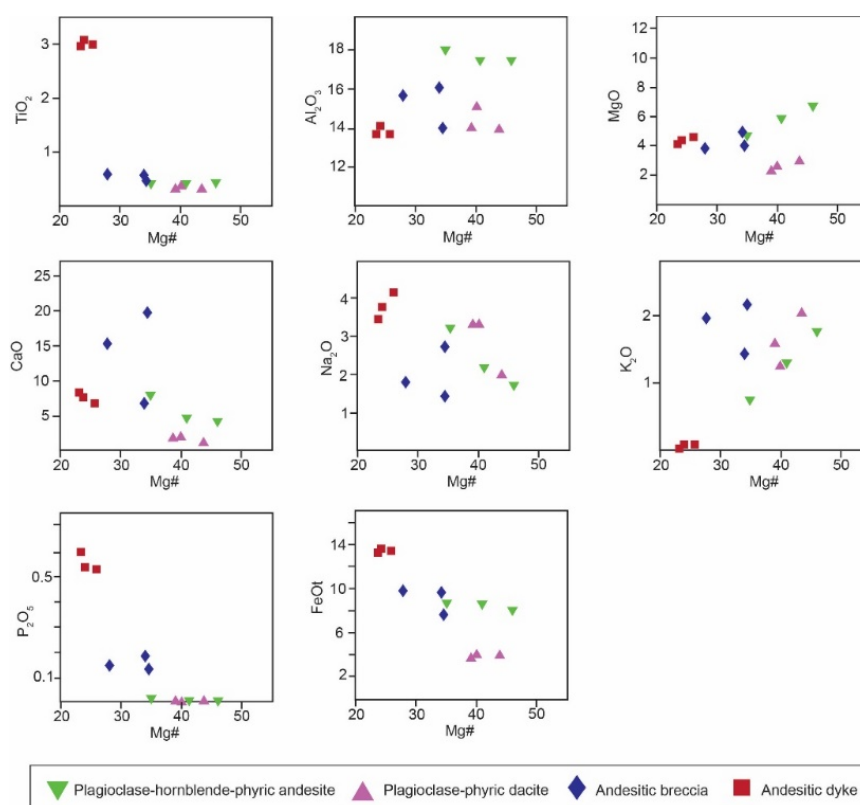 TiO2
3
1
20 30 40 50
Mg#
Al2O3
18
16
14
12
20 30 40 50
Mg#
MgO
12
10
8
6
4
2
20 30 40 50
Mg#
CaO
25
20
15
10
5
20 30 40 50
Mg#
Na2O
4
3
2
1
20 30 40 50
Mg#
K2O
2
1
20 30 40 50
Mg#
P2O5
0.5
0.1
20 30 40 50
Mg#
FeOt
14
10
6
2
20 30 40 50
Mg#
Plagioclase-hornblende-phyric andesite Plagioclase-phyric dacite Andesitic breccia Andesitic dyke